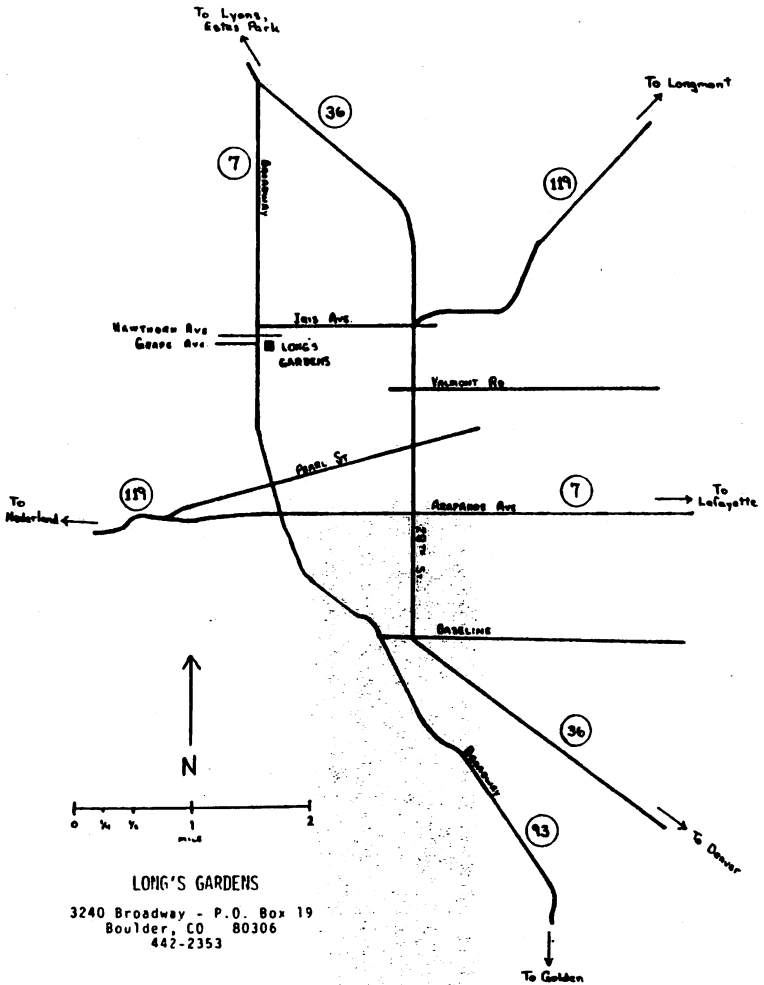 To Lyons,
Estes Park
To Longmont
36
7
BROADWAY
119
IRIS AVE.
HAWTHORN AVE
GRAPE AVE.
LONG'S
GARDENS
VALMONT RD
PEARL ST
119
7
To
Nederland
To
Lafayette
ARAPAHOE AVE
28TH ST
BASELINE
N
36
BROADWAY
0 1/4 1/2 1 2
MILE
93
To Denver
LONG'S GARDENS
3240 Broadway - P.O. Box 19
Boulder, CO 80306
442-2353
To Golden